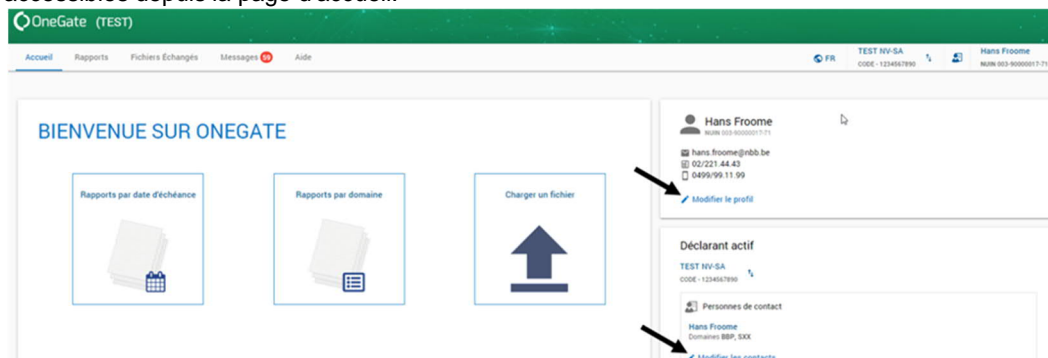 accessibles depuis la page d'accueil.
OneGate (TEST)
Accueil Rapports Fichiers Échangés Messages 59 Aide
FR
TEST NV-SA
CODE - 1234567890
Hans Froome
NUIN 003-90000017-71
BIENVENUE SUR ONEGATE
Rapports par date d'échéance
Rapports par domaine
Charger un fichier
Hans Froome
NUIN 003-90000017-71
hans.froome@nbb.be
02/221.44.43
0499/99.11.99
Modifier le profil
Déclarant actif
TEST NV-SA
CODE - 1234567890
Personnes de contact
Hans Froome
Domaines BBP, SXX
Modifier les contacts